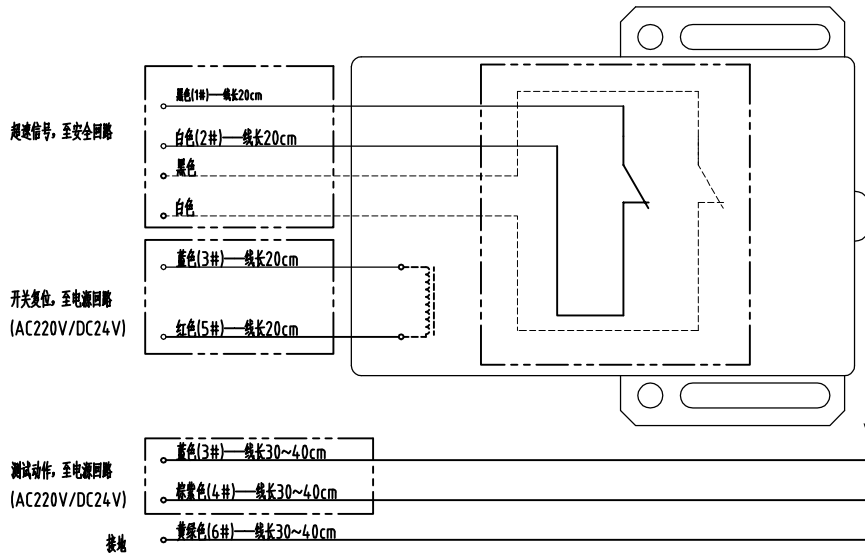 黑色(1#)—线长20cm
超速信号，至安全回路
白色(2#)—线长20cm
黑色
白色
蓝色(3#)—线长20cm
开关复位，至电源回路
(AC220V/DC24V)
红色(5#)—线长20cm
蓝色(3#)—线长30~40cm
测试动作，至电源回路
(AC220V/DC24V)
棕紫色(4#)—线长30~40cm
黄绿色(6#)—线长30~40cm
接地